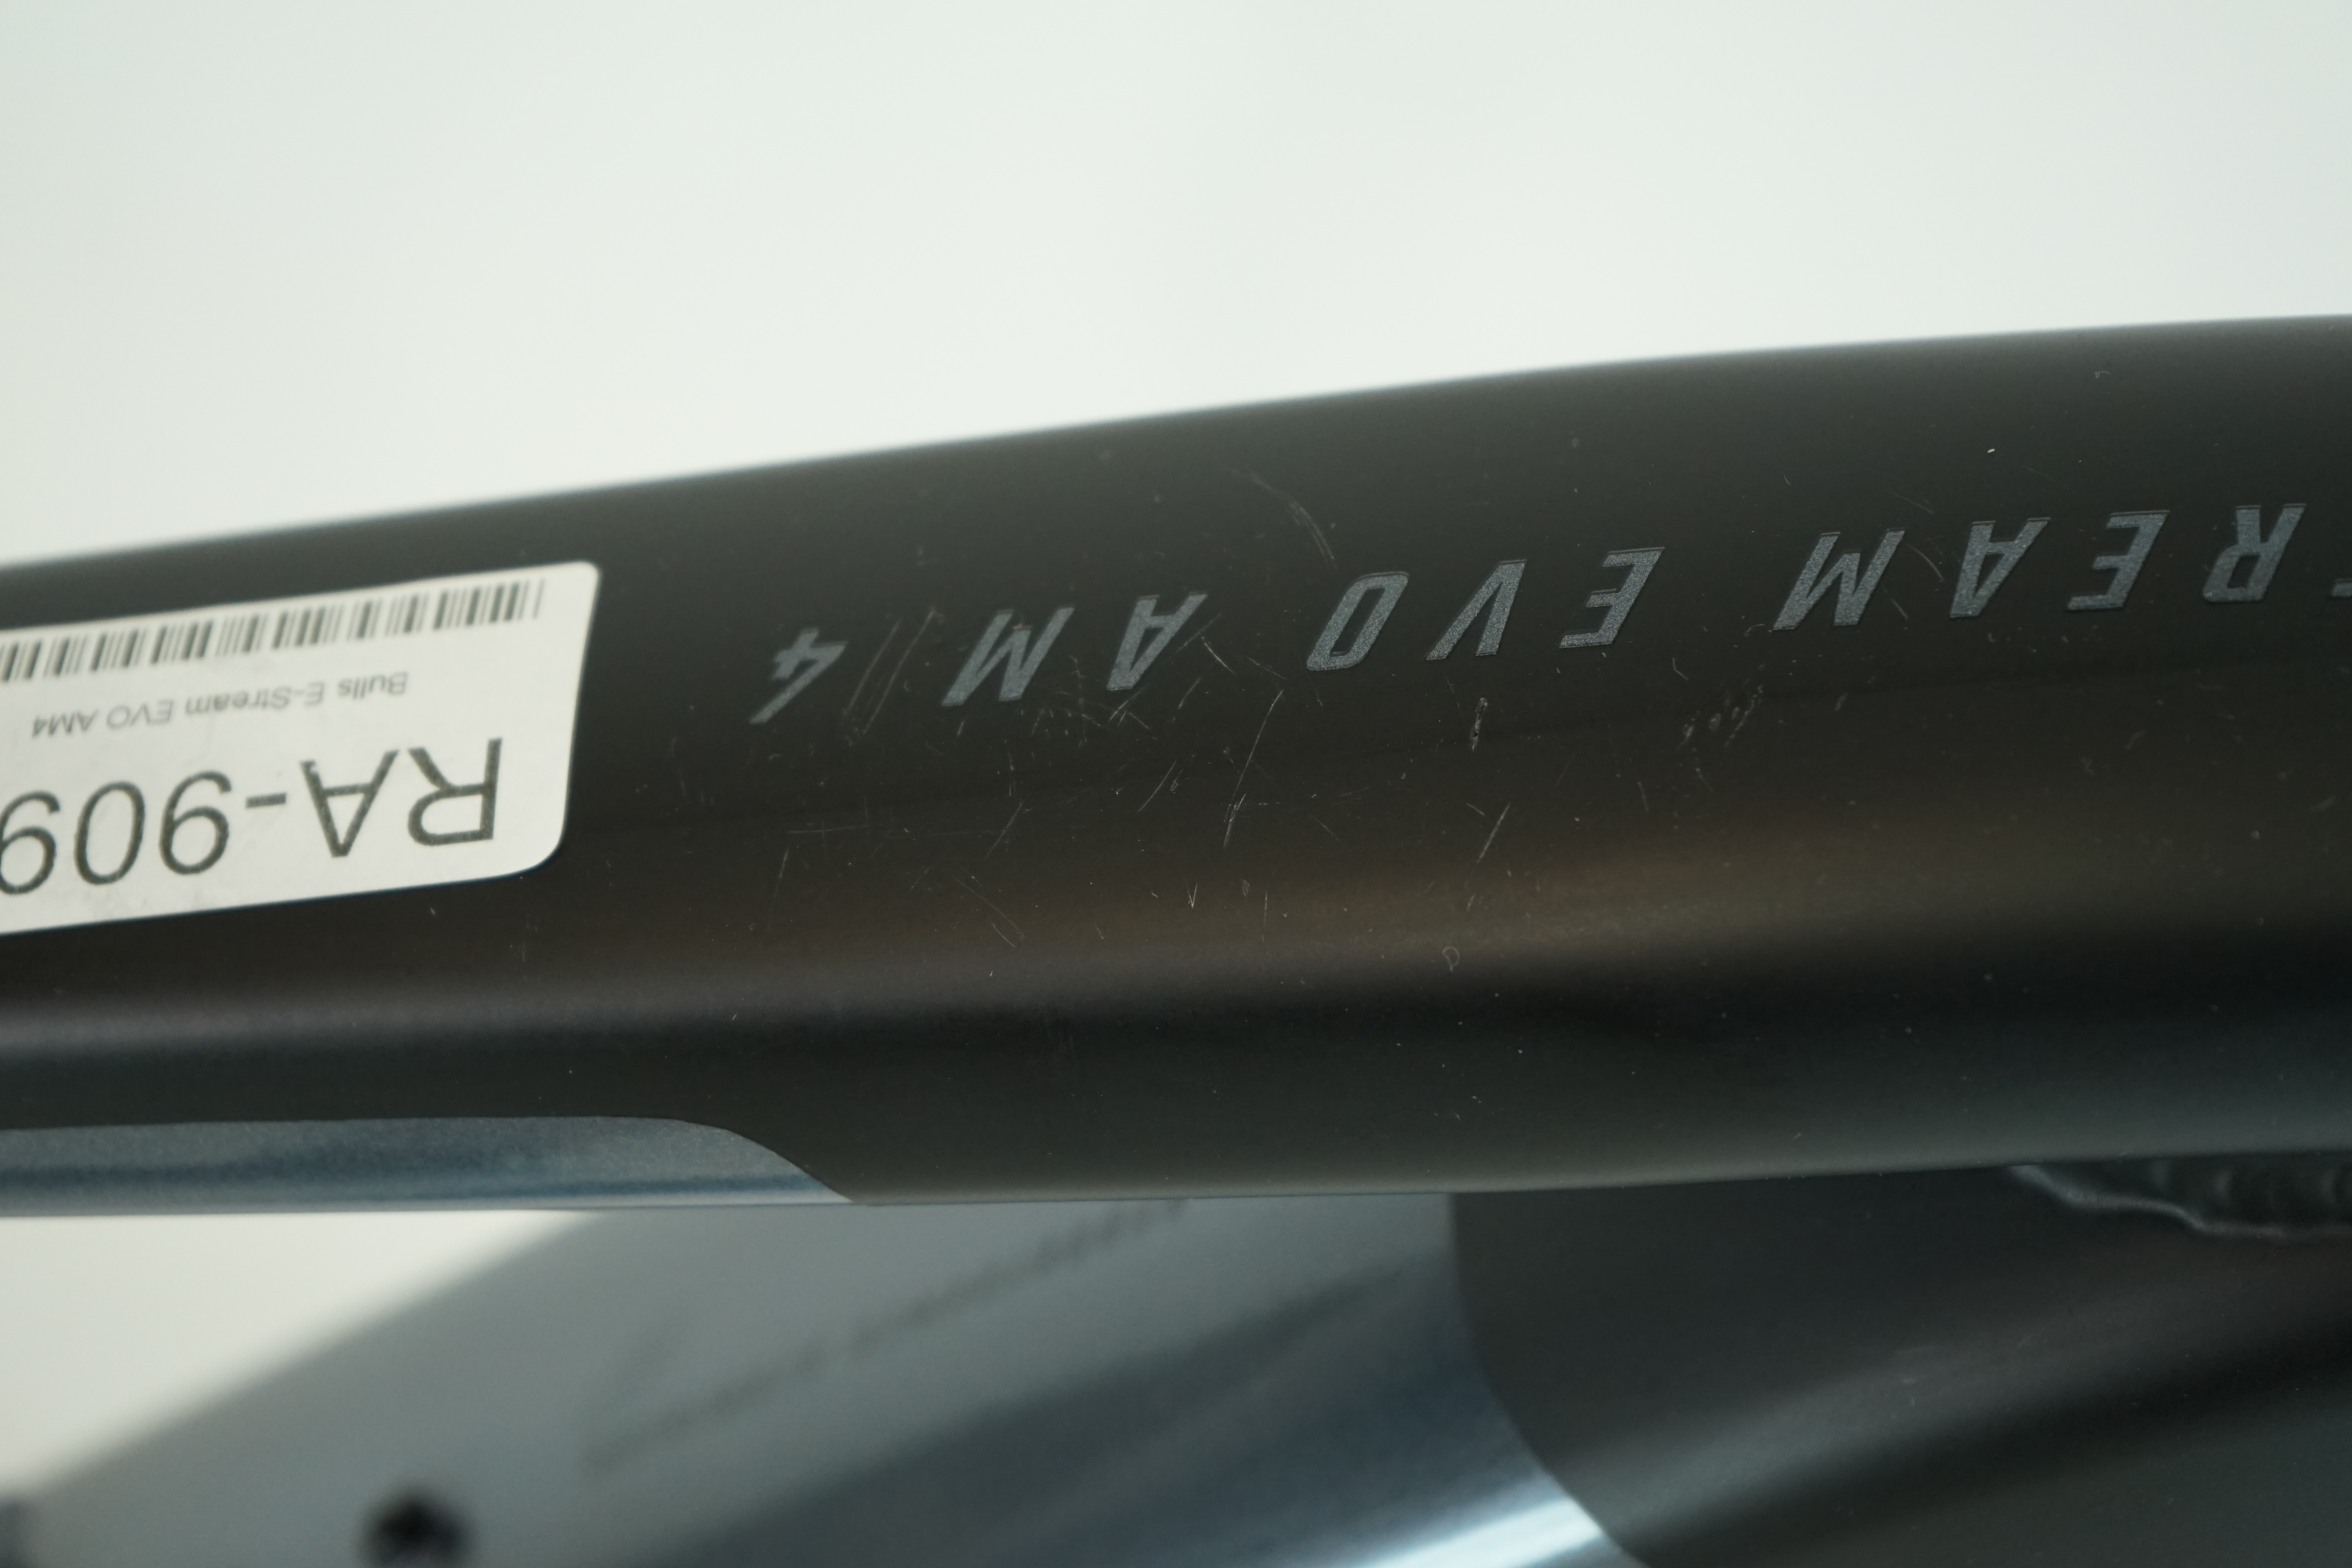 REAM EVO AM 4
RA-909
Bulls E-Stream EVO AM4